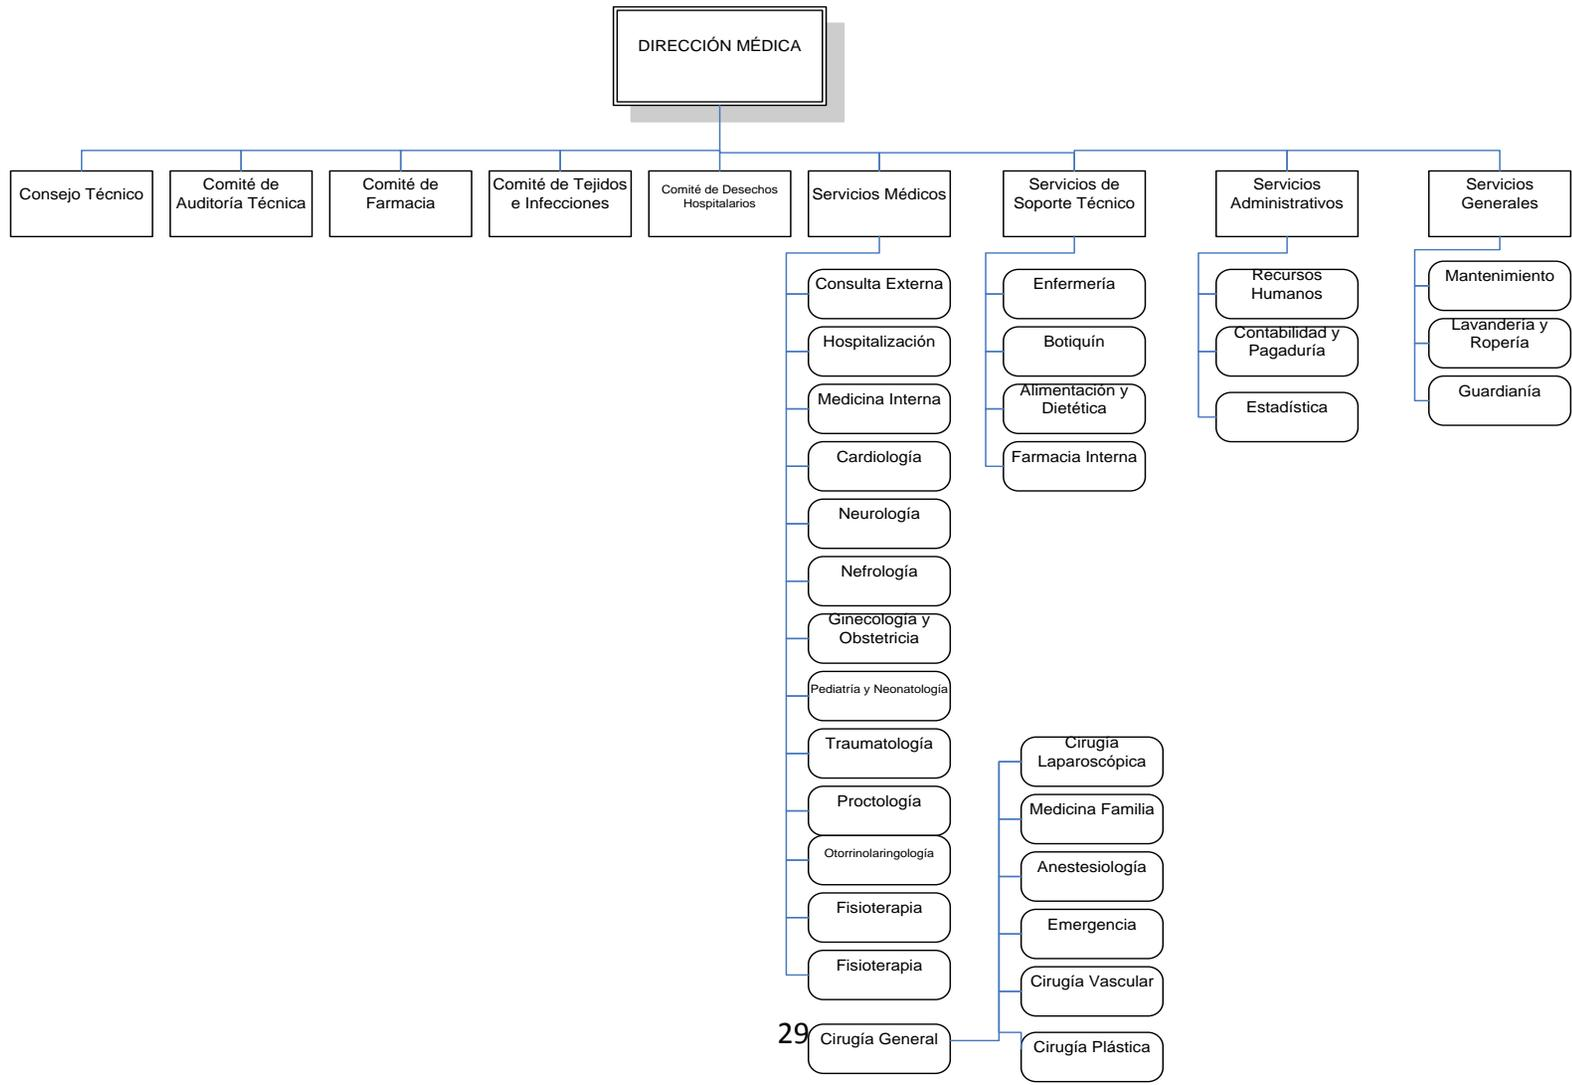 DIRECCIÓN MÉDICA
Consejo Técnico
Comité de
Auditoría Técnica
Comité de
Farmacia
Comité de Tejidos
e Infecciones
Comité de Desechos
Hospitalarios
Servicios Médicos
Servicios de
Soporte Técnico
Servicios
Administrativos
Servicios
Generales
Consulta Externa
Hospitalización
Medicina Interna
Cardiología
Neurología
Nefrología
Ginecología y
Obstetricia
Pediatría y Neonatología
Traumatología
Proctología
Otorrinolaringología
Fisioterapia
Fisioterapia
Cirugía General
Cirugía
Laparoscópica
Medicina Familia
Anestesiología
Emergencia
Cirugía Vascular
Cirugía Plástica
Enfermería
Botiquín
Alimentación y
Dietética
Farmacia Interna
Recursos
Humanos
Contabilidad y
Pagaduría
Estadística
Mantenimiento
Lavandería y
Ropería
Guardianía
29